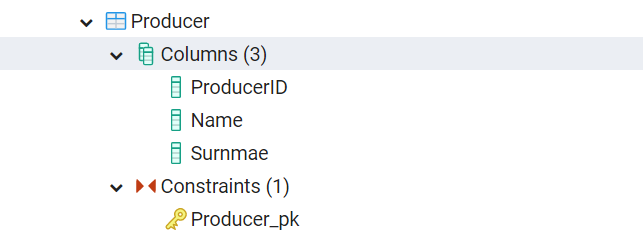 Producer
Columns (3)
ProducerID
Name
Surnmae
Constraints (1)
Producer_pk